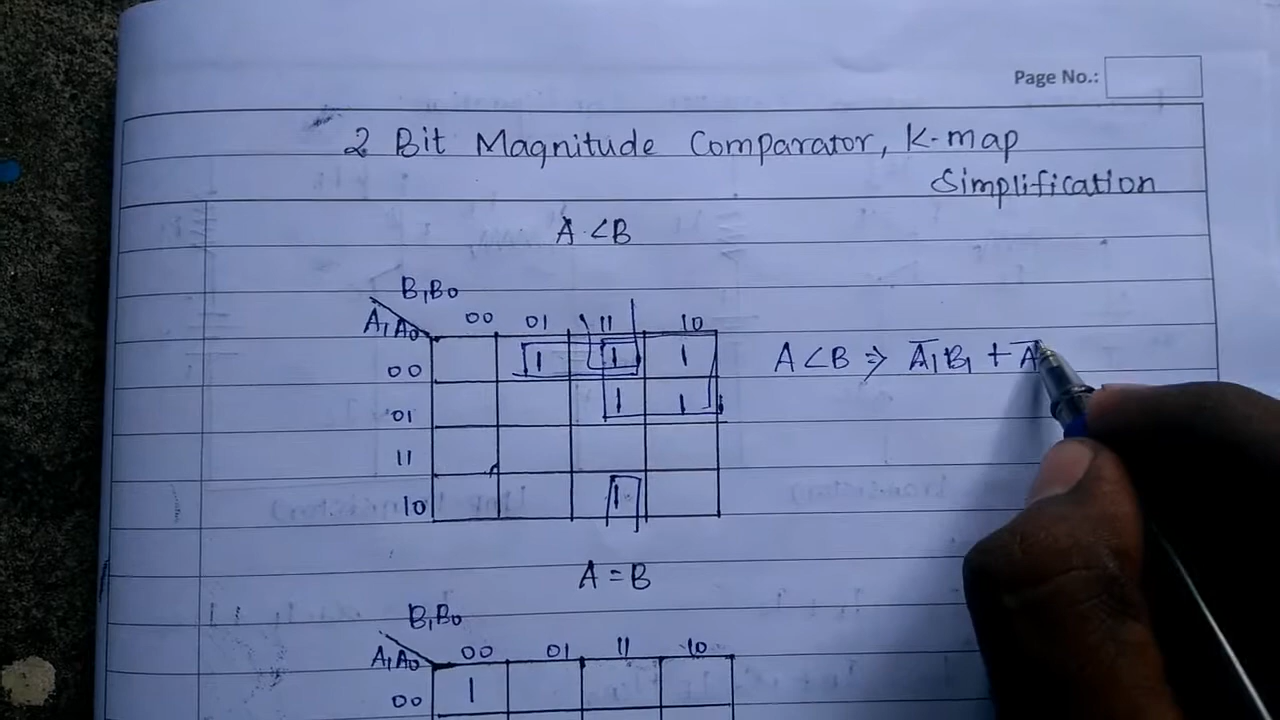 Page No.:
2 Bit Magnitude Comparator, K-map
Simplification
A < B
B₁B₀
A₁A₀ 00 01 11 10
00 1 1 1
01 1 1
11
10 1
A < B ⇒ A̅₁B₁ + A̅
A = B
B₁B₀
A₁A₀ 00 01 11 10
00 1